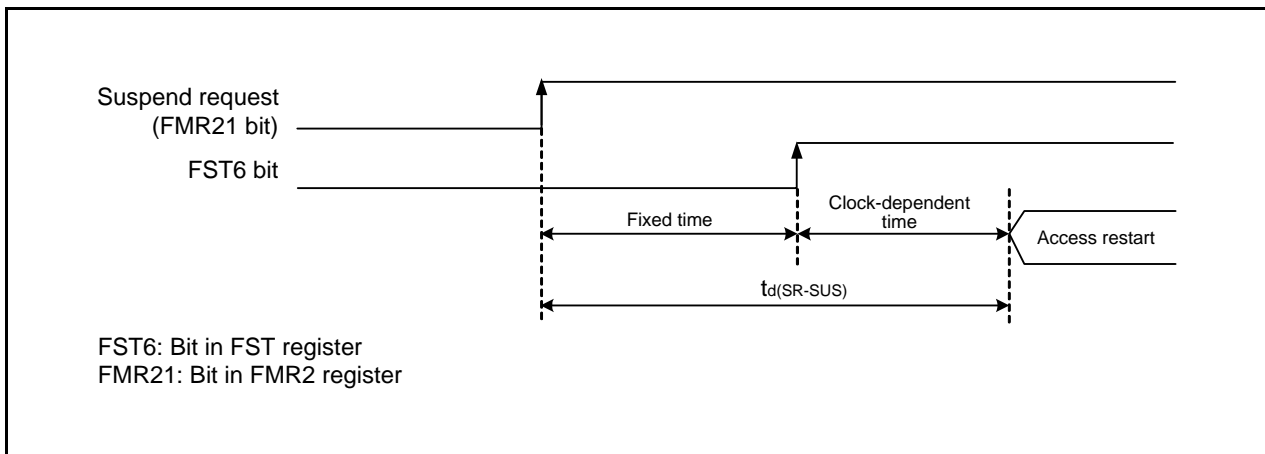 Suspend request
(FMR21 bit)
FST6 bit
Fixed time
Clock-dependent
time
Access restart
td(SR-SUS)
FST6: Bit in FST register
FMR21: Bit in FMR2 register